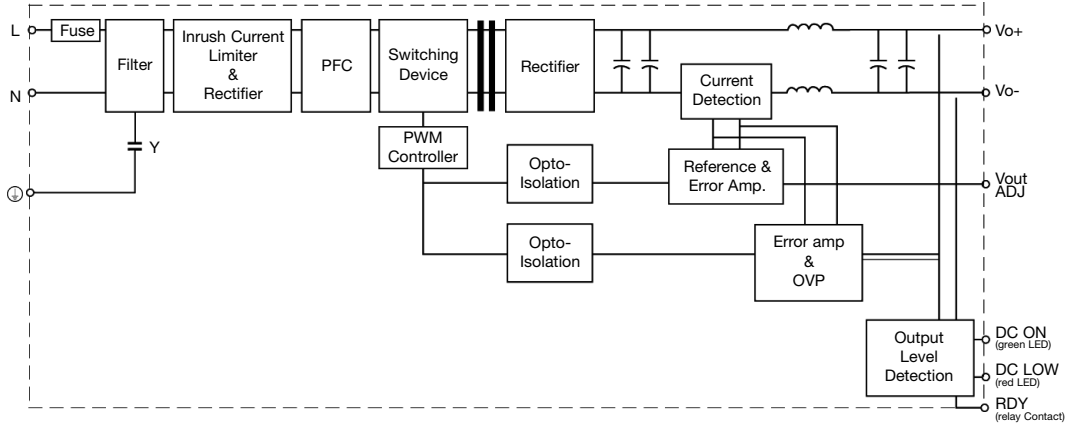 L
Fuse
Filter
Inrush Current
Limiter
&
Rectifier
PFC
Switching
Device
Rectifier
Current
Detection
Vo+
N
Vo-
Y
PWM
Controller
Opto-
Isolation
Reference &
Error Amp.
Vout
ADJ
Opto-
Isolation
Error amp
&
OVP
Output
Level
Detection
DC ON
(green LED)
DC LOW
(red LED)
RDY
(relay Contact)